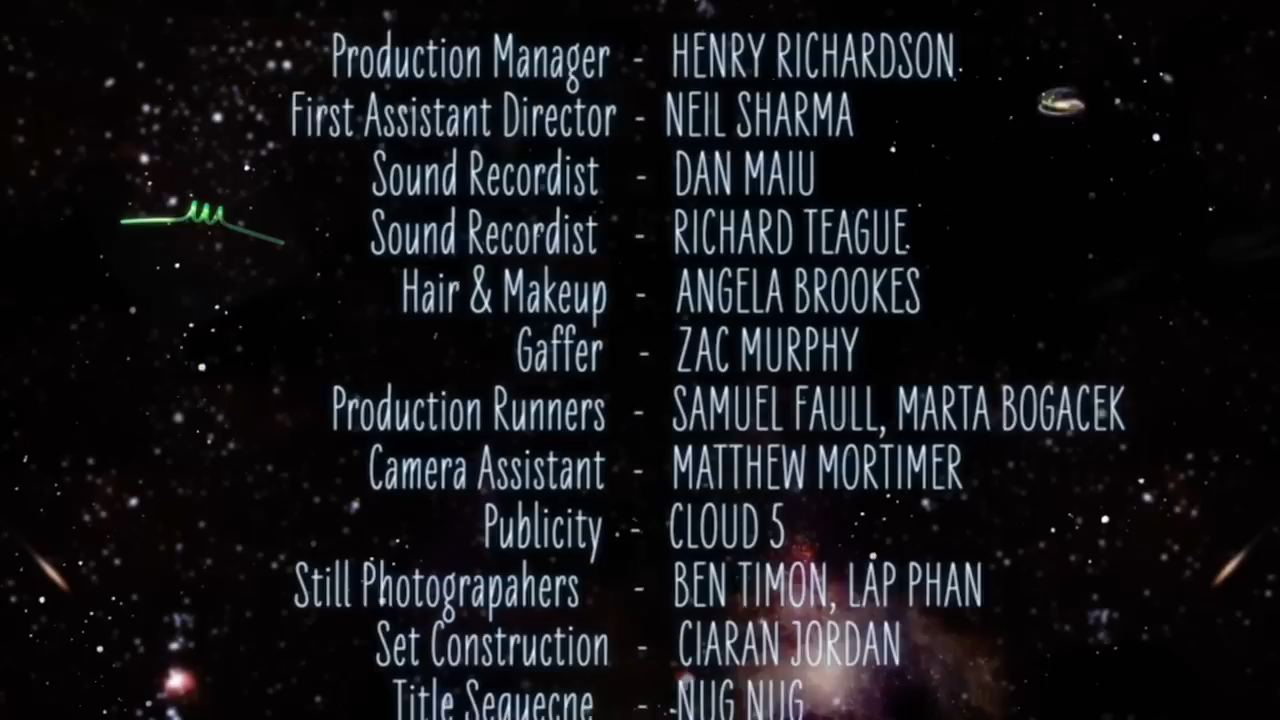 Production Manager - HENRY RICHARDSON
First Assistant Director - NEIL SHARMA
Sound Recordist - DAN MAIU
Sound Recordist - RICHARD TEAGUE
Hair & Makeup - ANGELA BROOKES
Gaffer - ZAC MURPHY
Production Runners - SAMUEL FAULL, MARTA BOGACEK
Camera Assistant - MATTHEW MORTIMER
Publicity - CLOUD 5
Still Photograpahers - BEN TIMON, LAP PHAN
Set Construction - CIARAN JORDAN
Title Sequecne - NUG NUG